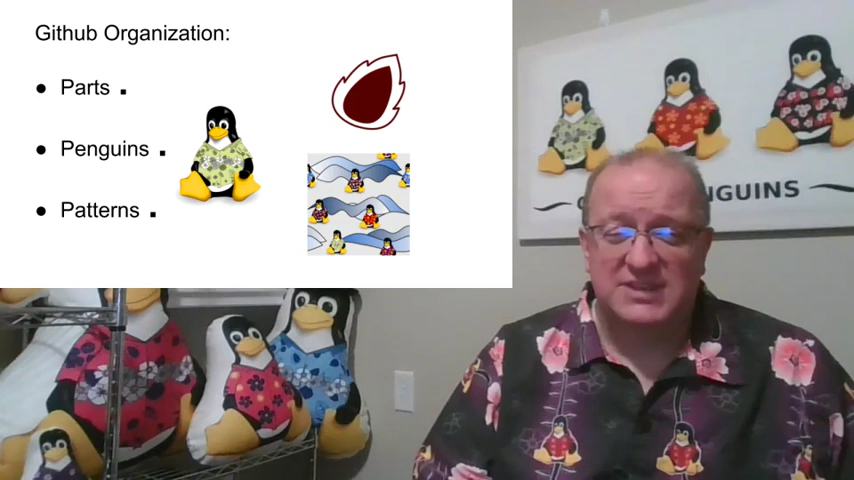 Github Organization:
● Parts .
● Penguins .
● Patterns .
NGUINS